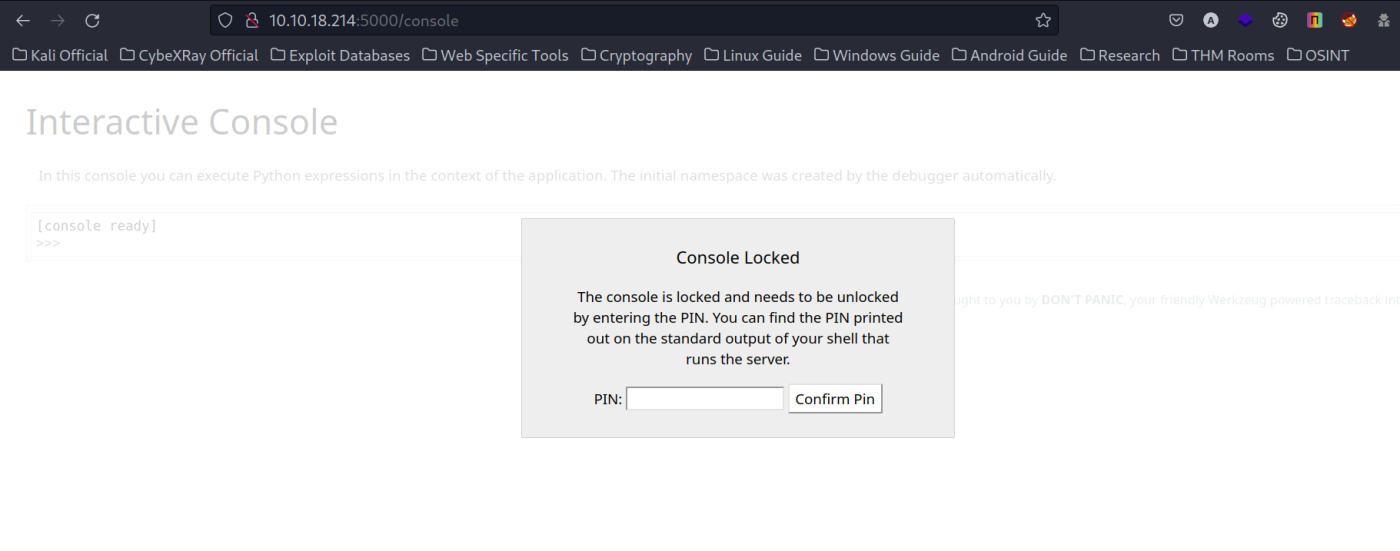 10.10.18.214:5000/console
Kali Official CybeXRay Official Exploit Databases Web Specific Tools Cryptography Linux Guide Windows Guide Android Guide Research THM Rooms OSINT
Interactive Console
In this console you can execute Python expressions in the context of the application. The initial namespace was created by the debugger automatically.
[console ready]
>>>
Console Locked
The console is locked and needs to be unlocked
by entering the PIN. You can find the PIN printed
out on the standard output of your shell that
runs the server.
PIN: Confirm Pin
to you by DON'T PANIC, your friendly Werkzeug powered traceback